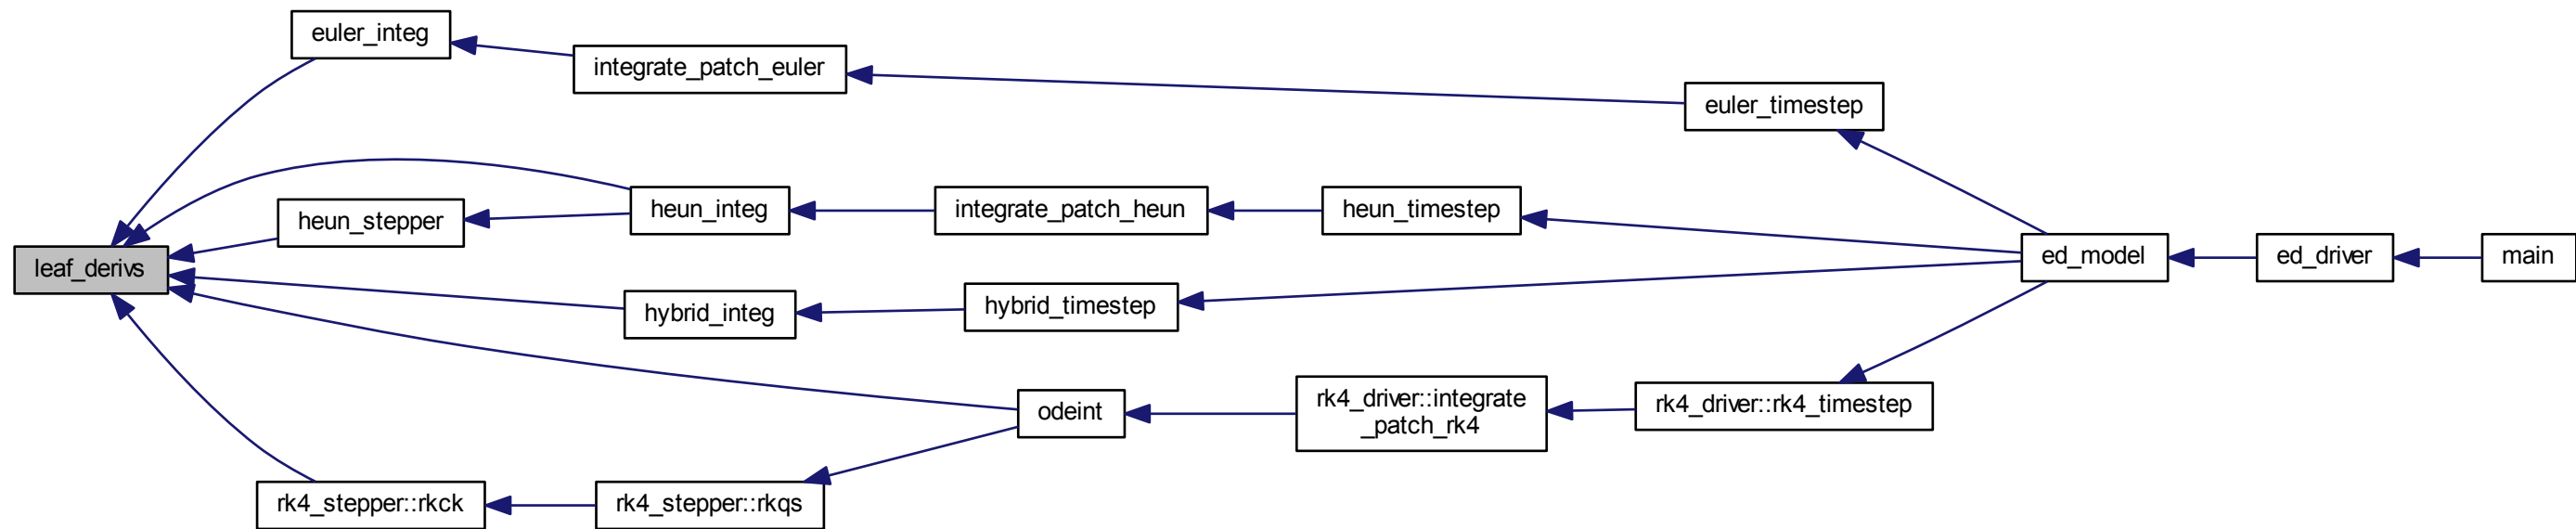 euler_integ
integrate_patch_euler
euler_timestep
heun_integ
integrate_patch_heun
heun_timestep
heun_stepper
leaf_derivs
ed_model
ed_driver
main
hybrid_integ
hybrid_timestep
odeint
rk4_driver::integrate
_patch_rk4
rk4_driver::rk4_timestep
rk4_stepper::rkck
rk4_stepper::rkqs